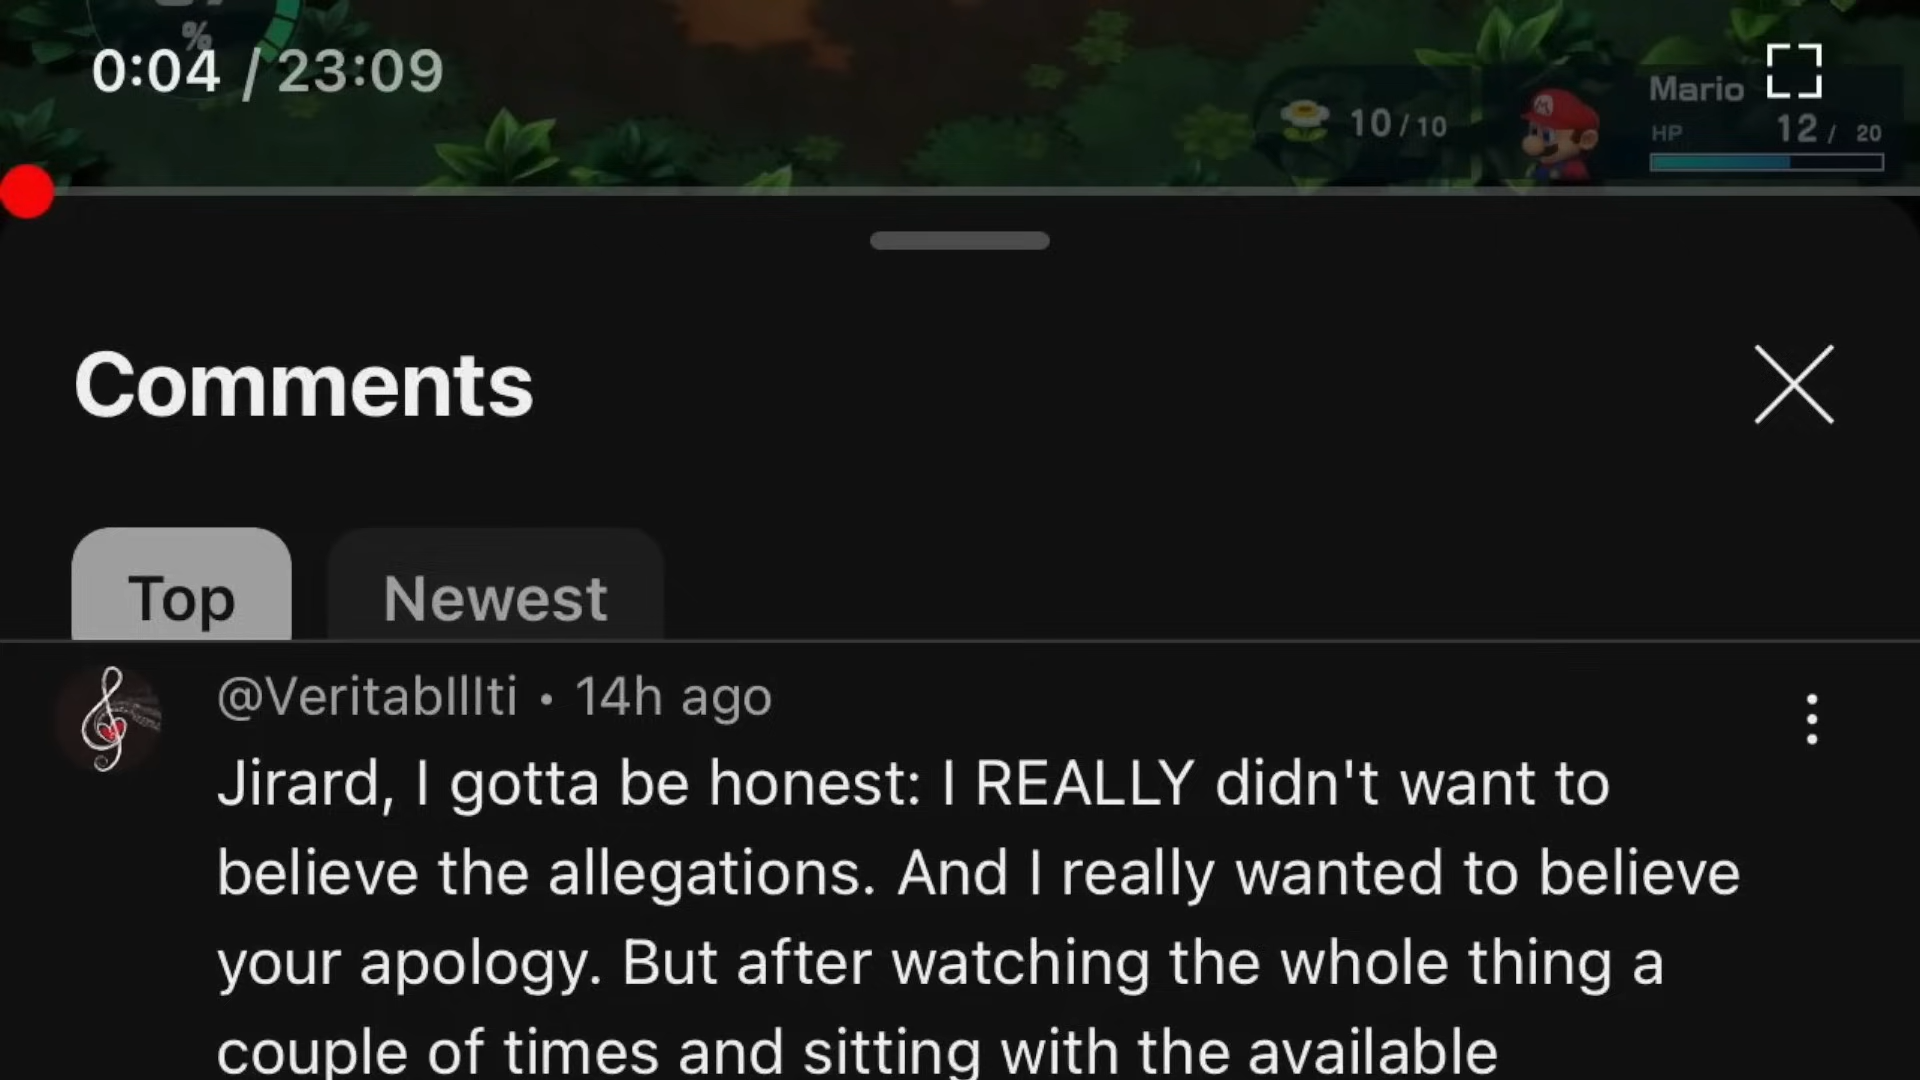 %
0:04 / 23:09
10/10
Mario
HP 12/ 20
Comments
Top
Newest
@VeritablIIti • 14h ago
Jirard, I gotta be honest: I REALLY didn't want to
believe the allegations. And I really wanted to believe
your apology. But after watching the whole thing a
couple of times and sitting with the available